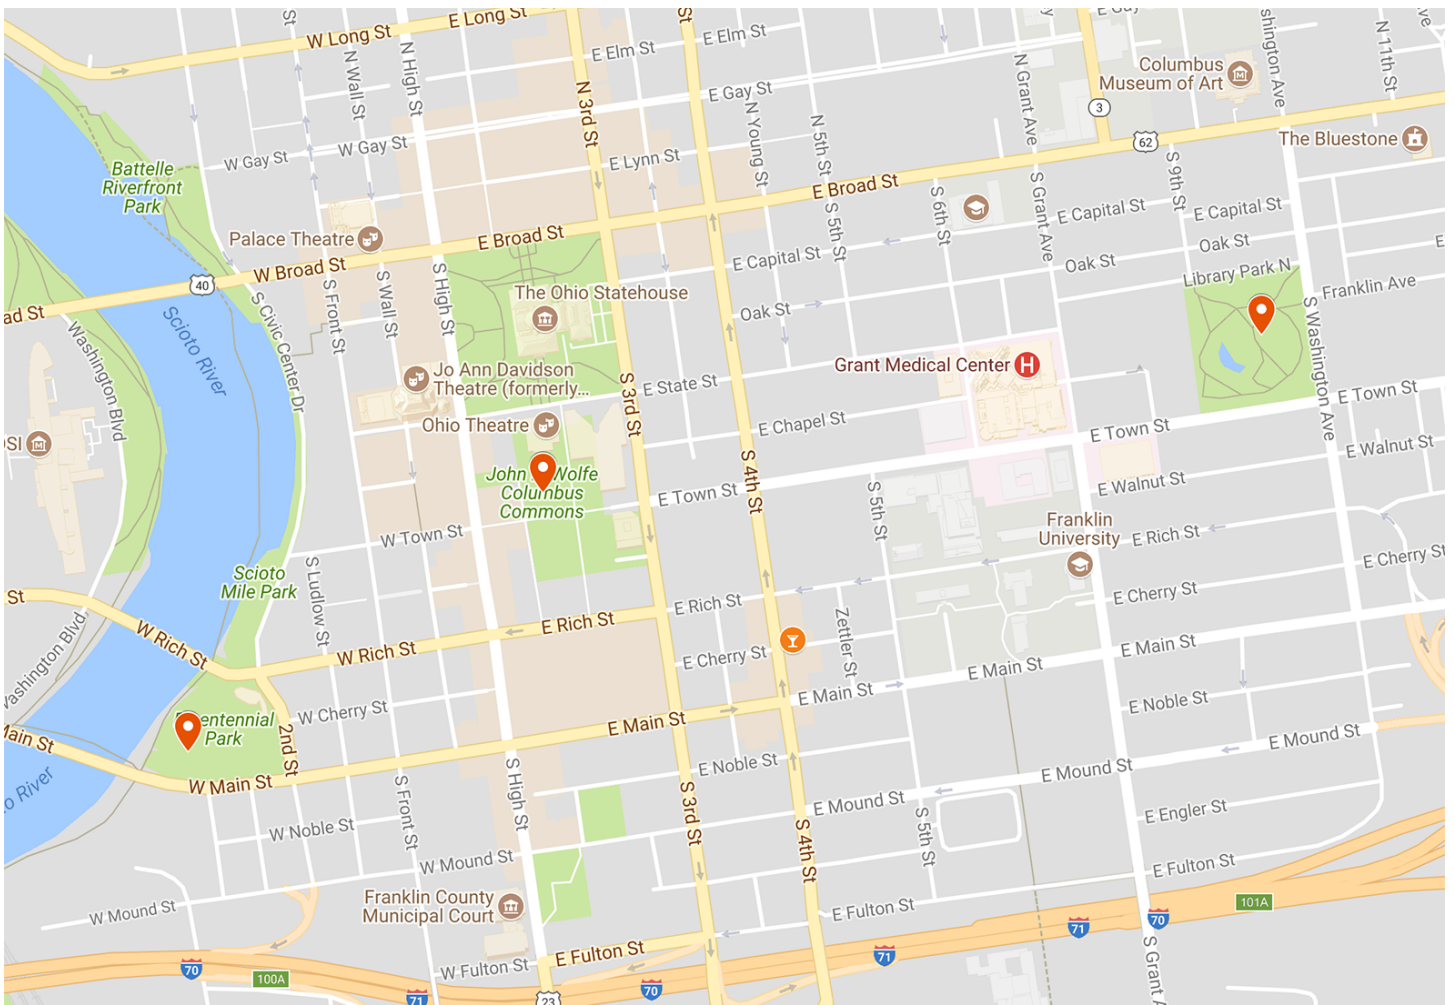 W Long St
E Long St
St
St
E Elm St
E Elm St
N Wall St
N High St
N 3rd St
E Gay St
N Young St
N 5th St
N Grant Ave
Columbus
Museum of Art
N 11th St
3
62
The Bluestone
W Gay St
W Gay St
E Lynn St
Battelle
Riverfront
Park
E Broad St
S 5th St
S 6th St
S Grant Ave
S 9th St
E Capital St
E Capital St
Palace Theatre
E Broad St
W Broad St
40
E Capital St
Oak St
Oak St
Library Park N
Franklin Ave
ad St
Washington Blvd
Scioto River
S Civic Center Dr
S Front St
S Wall St
S High St
The Ohio Statehouse
Oak St
S Washington Ave
Grant Medical Center
H
Jo Ann Davidson
Theatre (formerly...
S 3rd St
E State St
E Chapel St
Ohio Theatre
E Town St
E Town St
E Walnut St
OSI
S 4th St
Columbus
Commons
E Town St
S 5th St
E Walnut St
W Town St
Franklin
University
E Rich St
E Cherry St
Scioto
Mile Park
S Ludlow St
St
W Rich St
W Rich St
E Rich St
E Rich St
Zettler St
E Cherry St
E Cherry St
E Main St
E Main St
E Main St
E Main St
Park
2nd St
W Cherry St
W Main St
E Noble St
E Noble St
E Mound St
E Mound St
E Mound St
S Front St
S High St
S 3rd St
S 4th St
S 5th St
E Engler St
W Noble St
W Mound St
E Fulton St
W Mound St
Franklin County
Municipal Court
E Fulton St
E Fulton St
W Fulton St
101A
70
71
71
70
100A
71
70
23
S Grant A